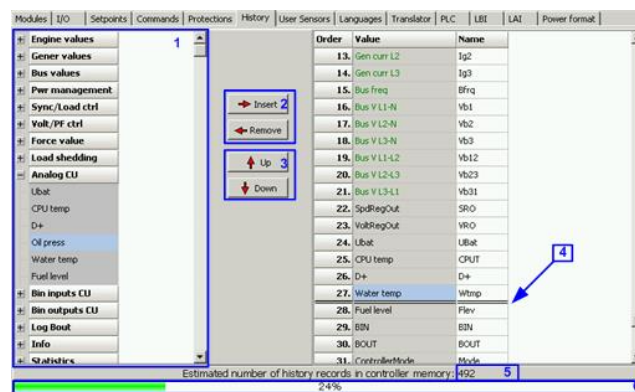 Modules I/O Setpoints Commands Protections History User Sensors Languages Translator PLC LBI LAI Power format
Engine values
Gener values
Bus values
Pwr management
Sync/Load ctrl
Volt/PF ctrl
Force value
Load shedding
Analog CU
Ubat
CPU temp
D+
Oil press
Water temp
Fuel level
Bin inputs CU
Bin outputs CU
Log Bout
Info
Statistics
1
Insert 2
Remove
Up 3
Down
Order Value Name
13. Gen curr L2 Ig2
14. Gen curr L3 Ig3
15. Bus freq Bfrq
16. Bus V L1-N Vb1
17. Bus V L2-N Vb2
18. Bus V L3-N Vb3
19. Bus V L1-L2 Vb12
20. Bus V L2-L3 Vb23
21. Bus V L3-L1 Vb31
22. SpdRegOut SRO
23. VoltRegOut VRO
24. Ubat UBat
25. CPU temp CPUT
26. D+ D+
27. Water temp Wtmp
28. Fuel level Flev
29. BIN BIN
30. BOUT BOUT
31. ControllerMode Mode
4
Estimated number of history records in controller memory: 492 5
24%